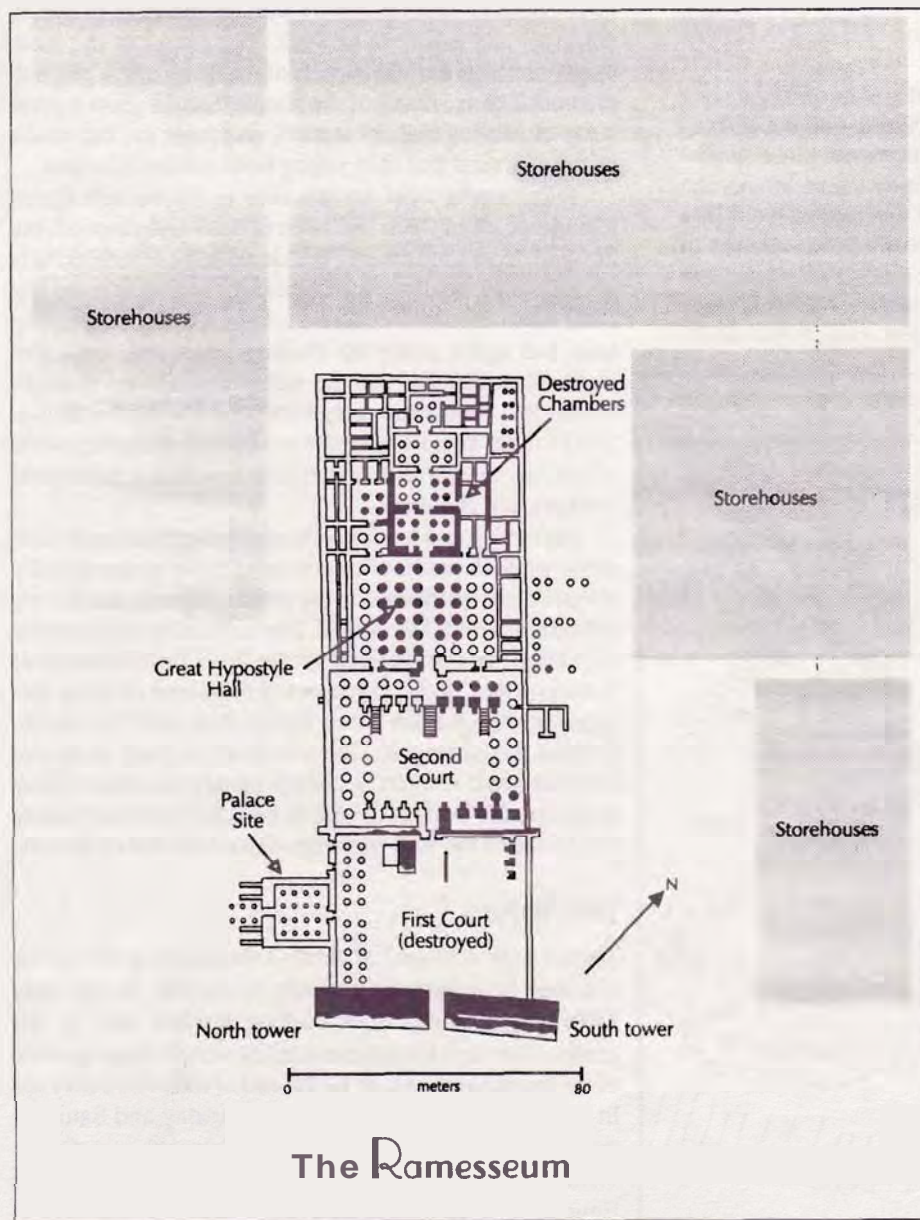 Storehouses
Storehouses
Destroyed
Chambers
Storehouses
Great Hypostyle
Hall
Second
Court
Palace
Site
Storehouses
N
First Court
(destroyed)
North tower
South tower
0
meters
80
The Ramesseum